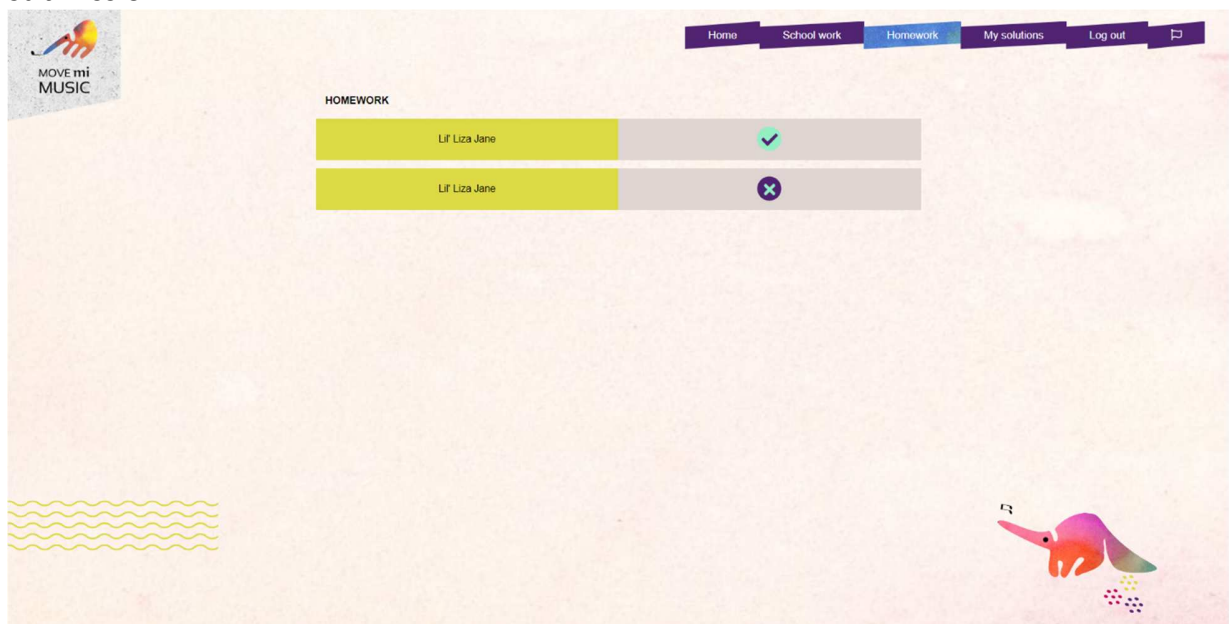 Home School work Homework My solutions Log out
MOVE mi
MUSIC
HOMEWORK
Lil' Liza Jane
Lil' Liza Jane